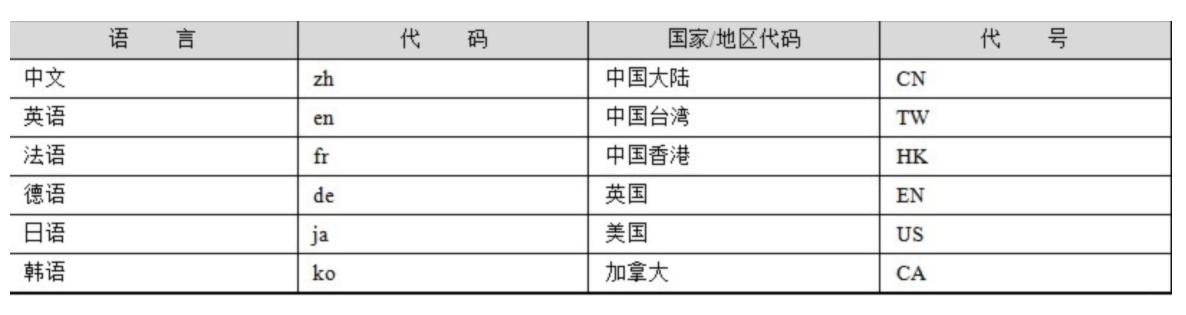 语 言 代 码 国家/地区代码 代 号
中文 zh 中国大陆 CN
英语 en 中国台湾 TW
法语 fr 中国香港 HK
德语 de 英国 EN
日语 ja 美国 US
韩语 ko 加拿大 CA